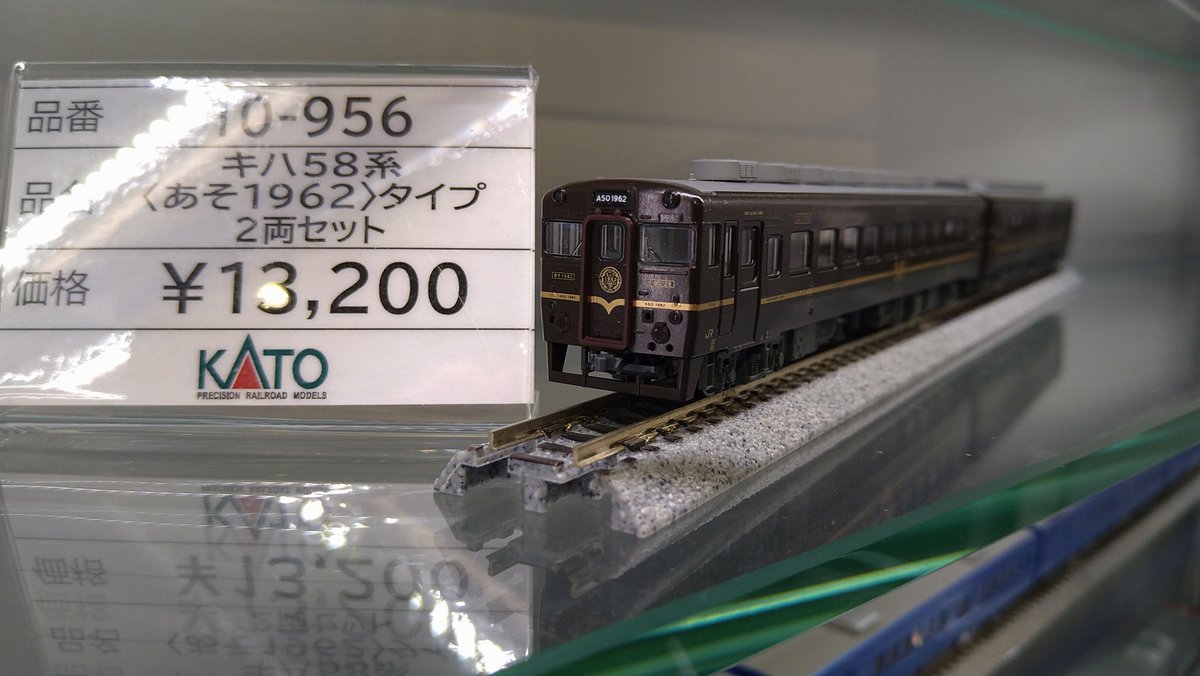 品番 10-956
キハ58系
品名 〈あそ1962〉タイプ
2両セット
価格 ¥13,200
KATO
PRECISION RAILROAD MODELS
ASO1962
JR